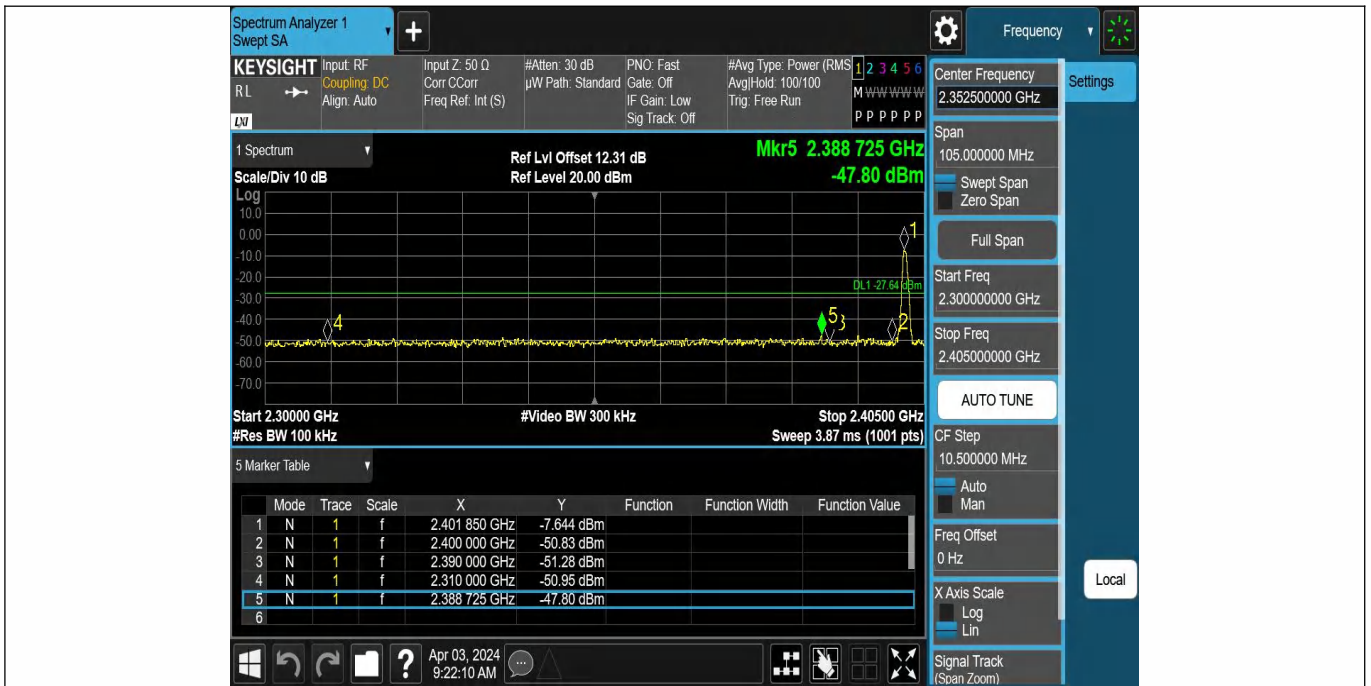 Spectrum Analyzer 1
Swept SA
Frequency
KEYSIGHT
RL
LXI
Input: RF
Coupling: DC
Align: Auto
Input Z: 50 Ω
Corr CCorr
Freq Ref: Int (S)
#Atten: 30 dB
µW Path: Standard
PNO: Fast
Gate: Off
IF Gain: Low
Sig Track: Off
#Avg Type: Power (RMS
Avg|Hold: 100/100
Trig: Free Run
1 2 3 4 5 6
M W W W W W
P P P P P P
1 Spectrum
Scale/Div 10 dB
Ref Lvl Offset 12.31 dB
Ref Level 20.00 dBm
Mkr5 2.388 725 GHz
-47.80 dBm
Log
10.0
0.00
-10.0
-20.0
-30.0
-40.0
-50.0
-60.0
-70.0
1
DL1 -27.64 dBm
4
5
3
2
Start 2.30000 GHz
#Video BW 300 kHz
Stop 2.40500 GHz
#Res BW 100 kHz
Sweep 3.87 ms (1001 pts)
5 Marker Table
Mode Trace Scale X Y Function Function Width Function Value
1 N 1 f 2.401 850 GHz -7.644 dBm
2 N 1 f 2.400 000 GHz -50.83 dBm
3 N 1 f 2.390 000 GHz -51.28 dBm
4 N 1 f 2.310 000 GHz -50.95 dBm
5 N 1 f 2.388 725 GHz -47.80 dBm
6
?
Apr 03, 2024
9:22:10 AM
Center Frequency
2.352500000 GHz
Settings
Span
105.000000 MHz
Swept Span
Zero Span
Full Span
Start Freq
2.300000000 GHz
Stop Freq
2.405000000 GHz
AUTO TUNE
CF Step
10.500000 MHz
Auto
Man
Freq Offset
0 Hz
Local
X Axis Scale
Log
Lin
Signal Track
(Span Zoom)